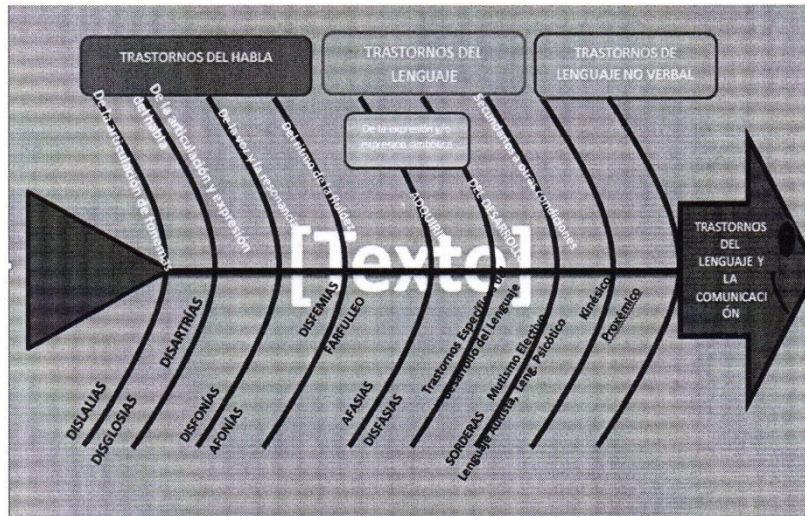 TRASTORNOS DEL HABLA
TRASTORNOS DEL
LENGUAJE
TRASTORNOS DE
LENGUAJE NO VERBAL
De la articulación de fonemas
De la articulación y expresión
del habla
De la voz y la resonancia
Del ritmo de la fluidez
De la expresión y/o
expresión simbólica
DEL DESARROLLO
Secundarios a otras condiciones
[Texto]
TRASTORNOS
DEL
LENGUAJE Y
LA
COMUNICACI
ÓN
DISLALIAS
DISGLOSIAS
DISARTRÍAS
DISFONÍAS
AFONÍAS
DISFEMIAS
FARFULLEO
AFASIAS
DISFASIAS
Trastornos Específico del
desarrollo del Lenguaje
SORDERAS
Mutismo Electivo
Lenguaje Autista, Leng. Psicótico
Kinésico
Proxémico